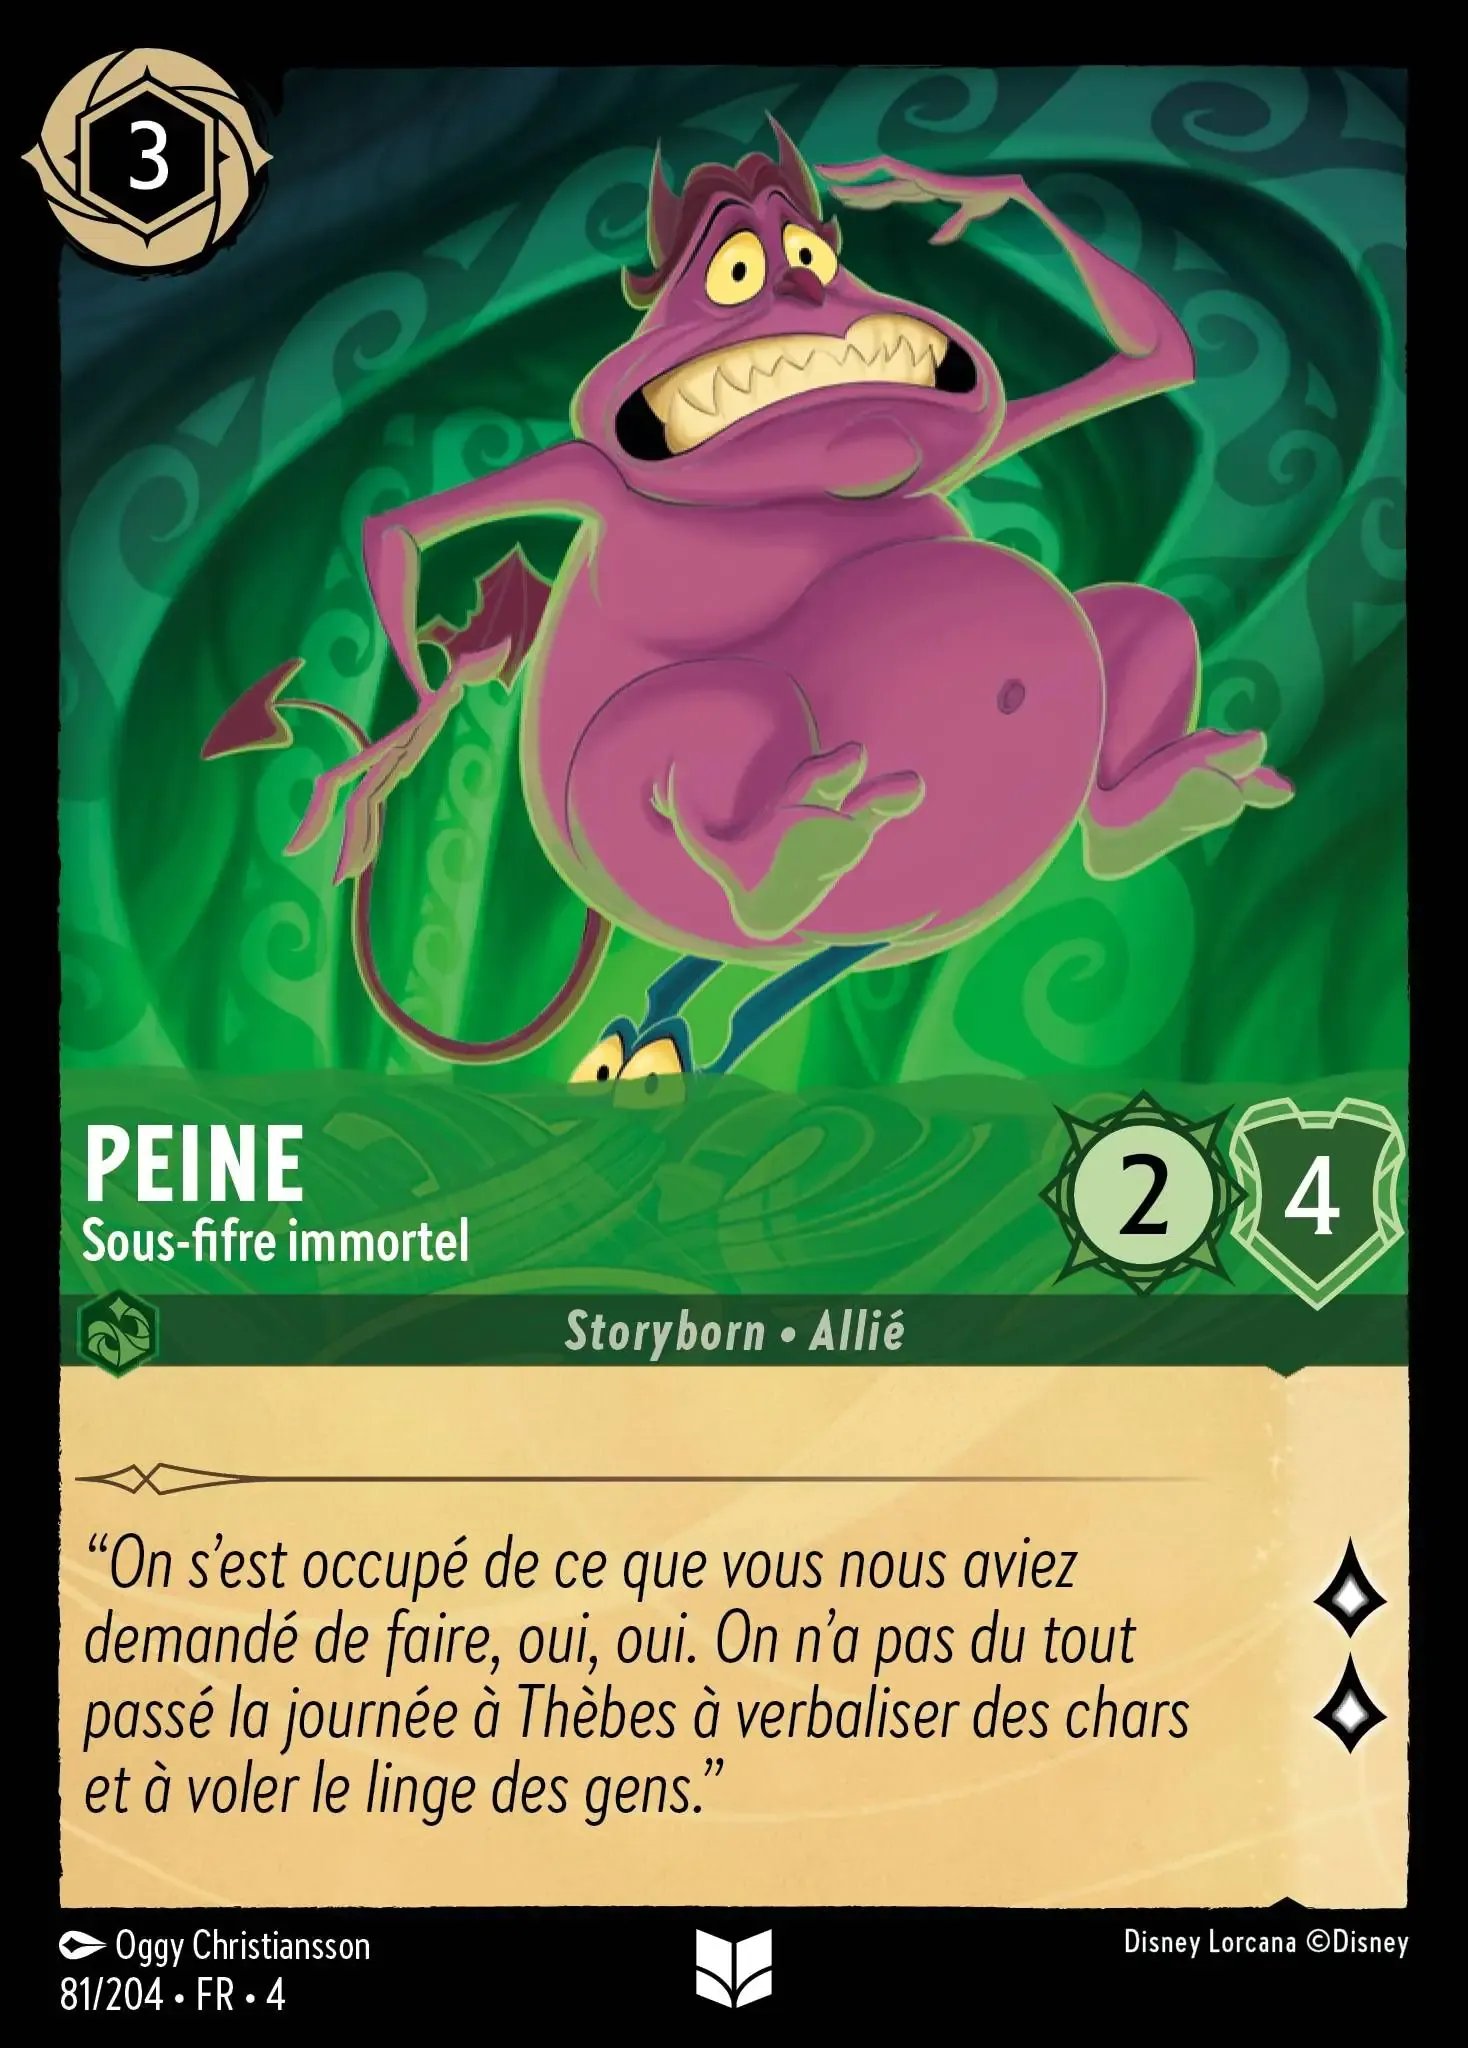 3
PEINE
Sous-fifre immortel
2
4
Storyborn • Allié
“On s’est occupé de ce que vous nous aviez
demandé de faire, oui, oui. On n’a pas du tout
passé la journée à Thèbes à verbaliser des chars
et à voler le linge des gens.”
Oggy Christiansson
Disney Lorcana ©Disney
81/204 • FR • 4